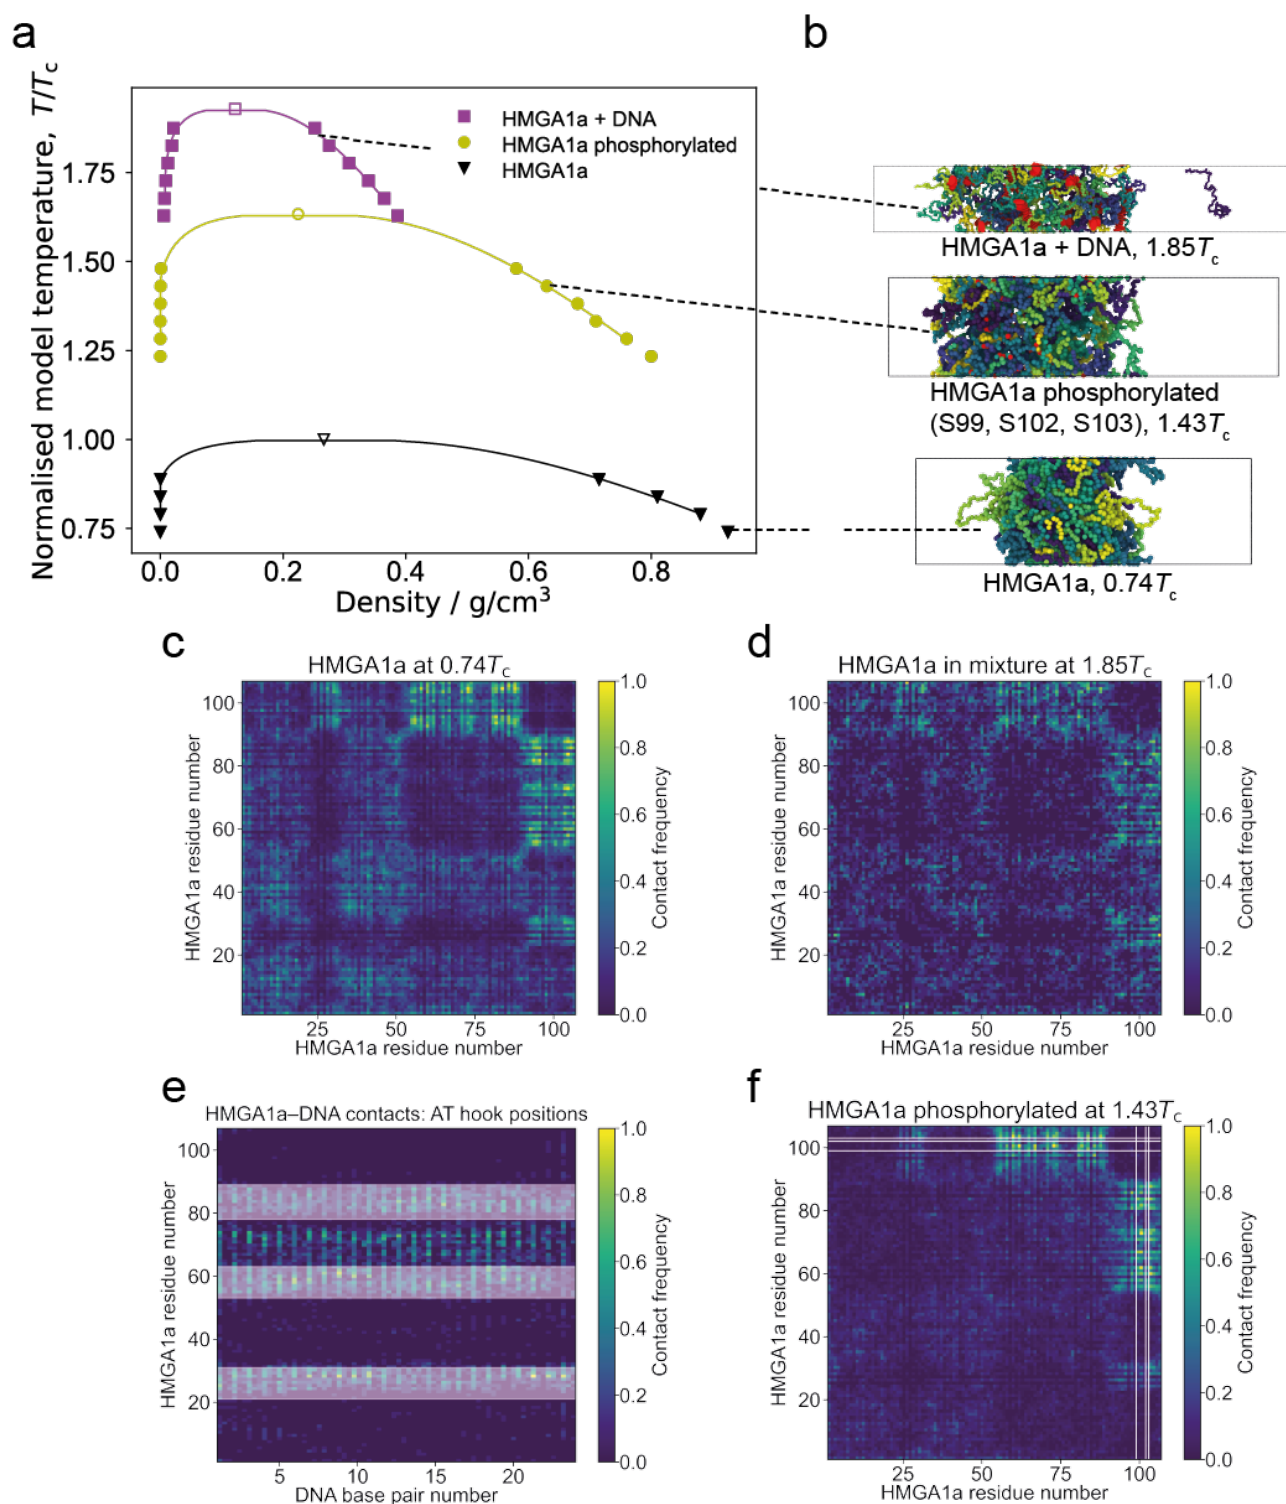 a
b
Normalised model temperature, T/Tc
1.75
1.50
1.25
1.00
0.75
0.0 0.2 0.4 0.6 0.8
Density / g/cm³
HMGA1a + DNA
HMGA1a phosphorylated
HMGA1a
HMGA1a + DNA, 1.85Tc
HMGA1a phosphorylated
(S99, S102, S103), 1.43Tc
HMGA1a, 0.74Tc
c
HMGA1a at 0.74Tc
HMGA1a residue number
100
80
60
40
20
25 50 75 100
HMGA1a residue number
1.0
0.8
0.6
0.4
0.2
0.0
Contact frequency
d
HMGA1a in mixture at 1.85Tc
HMGA1a residue number
100
80
60
40
20
25 50 75 100
HMGA1a residue number
1.0
0.8
0.6
0.4
0.2
0.0
Contact frequency
e
HMGA1a–DNA contacts: AT hook positions
HMGA1a residue number
100
80
60
40
20
5 10 15 20
DNA base pair number
1.0
0.8
0.6
0.4
0.2
0.0
Contact frequency
f
HMGA1a phosphorylated at 1.43Tc
HMGA1a residue number
100
80
60
40
20
25 50 75 100
HMGA1a residue number
1.0
0.8
0.6
0.4
0.2
0.0
Contact frequency